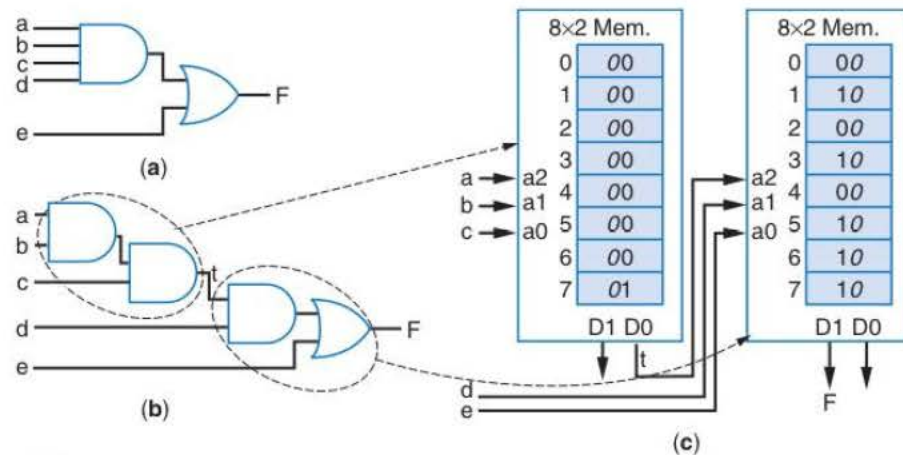 a
b
c
d
e
F
(a)
a
b
c
t
d
e
F
(b)
8×2 Mem.
0 00
1 00
2 00
3 00
4 00
5 00
6 00
7 01
a a2
b a1
c a0
D1 D0
t
d
e
8×2 Mem.
0 00
1 10
2 00
3 10
4 00
5 10
6 10
7 10
a2
a1
a0
D1 D0
F
(c)